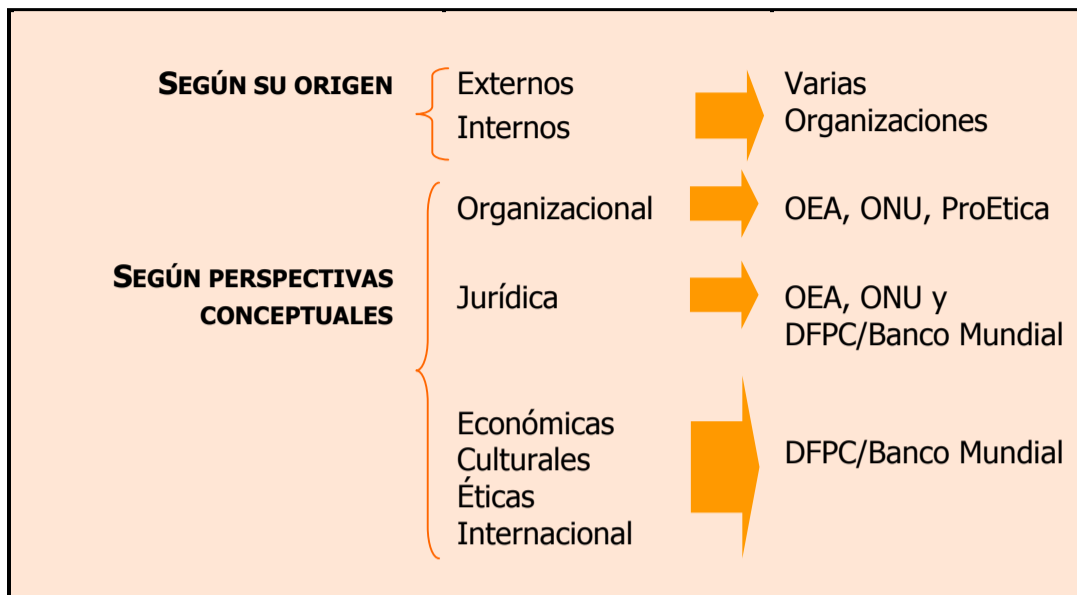 SEGÚN SU ORIGEN
Externos
Internos
Varias
Organizaciones
SEGÚN PERSPECTIVAS
CONCEPTUALES
Organizacional
OEA, ONU, ProEtica
Jurídica
OEA, ONU y
DFPC/Banco Mundial
Económicas
Culturales
Éticas
Internacional
DFPC/Banco Mundial